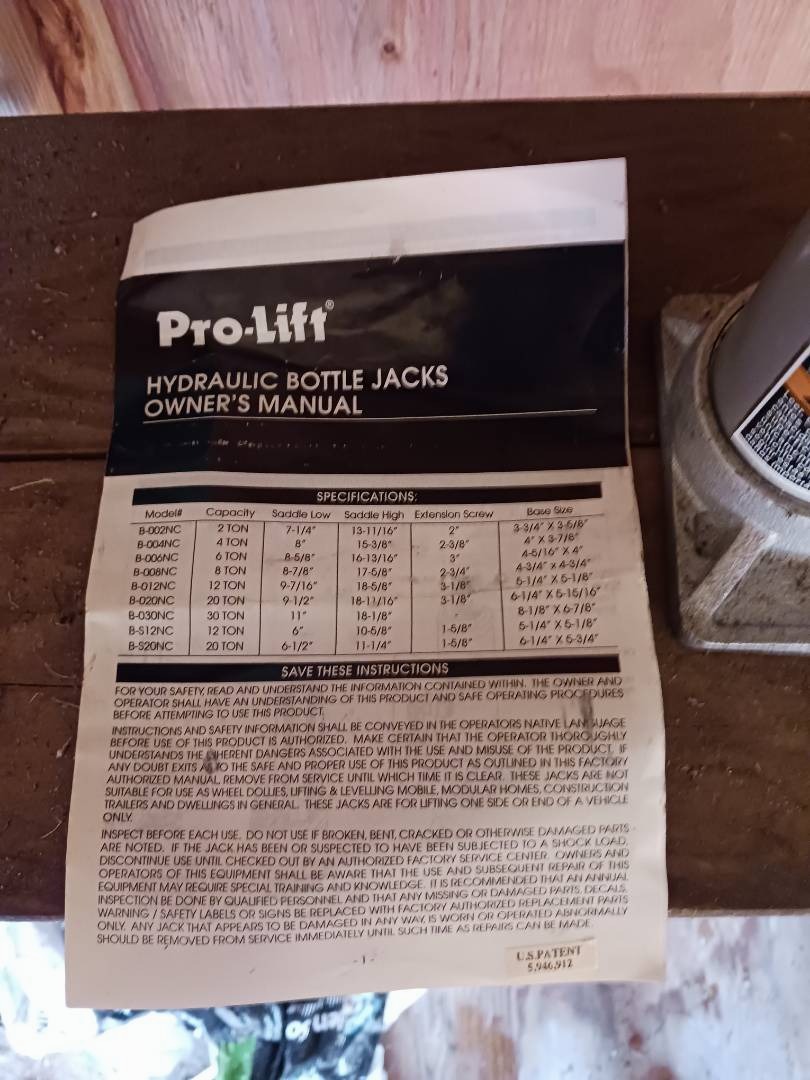 Pro-Lift®
HYDRAULIC BOTTLE JACKS
OWNER'S MANUAL
SPECIFICATIONS:
Model# Capacity Saddle Low Saddle High Extension Screw Base Size
B-002NC 2 TON 7-1/4" 13-11/16" 2" 3-3/4" X 3-5/8"
B-004NC 4 TON 8" 15-3/8" 2-3/8" 4" X 3-7/8"
B-006NC 6 TON 8-5/8" 16-13/16" 3" 4-5/16" X 4"
B-008NC 8 TON 8-7/8" 17-5/8" 2-3/4" 4-3/4" x 4-3/4"
B-012NC 12 TON 9-7/16" 18-5/8" 3-1/8" 5-1/4" X 5-1/8"
B-020NC 20 TON 9-1/2" 18-11/16" 3-1/8" 6-1/4" X 5-15/16"
B-030NC 30 TON 11" 18-1/8" - 8-1/8" X 6-7/8"
B-S12NC 12 TON 6" 10-5/8" 1-5/8" 5-1/4" X 5-1/8"
B-S20NC 20 TON 6-1/2" 11-1/4" 1-5/8" 6-1/4" X 5-3/4"
SAVE THESE INSTRUCTIONS
FOR YOUR SAFETY, READ AND UNDERSTAND THE INFORMATION CONTAINED WITHIN. THE OWNER AND
OPERATOR SHALL HAVE AN UNDERSTANDING OF THIS PRODUCT AND SAFE OPERATING PROCEDURES
BEFORE ATTEMPTING TO USE THIS PRODUCT.
INSTRUCTIONS AND SAFETY INFORMATION SHALL BE CONVEYED IN THE OPERATORS NATIVE LANGUAGE
BEFORE USE OF THIS PRODUCT IS AUTHORIZED. MAKE CERTAIN THAT THE OPERATOR THOROUGHLY
UNDERSTANDS THE INHERENT DANGERS ASSOCIATED WITH THE USE AND MISUSE OF THE PRODUCT. IF
ANY DOUBT EXITS AS TO THE SAFE AND PROPER USE OF THIS PRODUCT AS OUTLINED IN THIS FACTORY
AUTHORIZED MANUAL, REMOVE FROM SERVICE UNTIL WHICH TIME IT IS CLEAR. THESE JACKS ARE NOT
SUITABLE FOR USE AS WHEEL DOLLIES, LIFTING & LEVELLING MOBILE, MODULAR HOMES, CONSTRUCTION
TRAILERS AND DWELLINGS IN GENERAL. THESE JACKS ARE FOR LIFTING ONE SIDE OR END OF A VEHICLE
ONLY.
INSPECT BEFORE EACH USE. DO NOT USE IF BROKEN, BENT, CRACKED OR OTHERWISE DAMAGED PARTS
ARE NOTED. IF THE JACK HAS BEEN OR SUSPECTED TO HAVE BEEN SUBJECTED TO A SHOCK LOAD,
DISCONTINUE USE UNTIL CHECKED OUT BY AN AUTHORIZED FACTORY SERVICE CENTER. OWNERS AND
OPERATORS OF THIS EQUIPMENT SHALL BE AWARE THAT THE USE AND SUBSEQUENT REPAIR OF THIS
EQUIPMENT MAY REQUIRE SPECIAL TRAINING AND KNOWLEDGE. IT IS RECOMMENDED THAT AN ANNUAL
INSPECTION BE DONE BY QUALIFIED PERSONNEL AND THAT ANY MISSING OR DAMAGED PARTS, DECALS,
WARNING / SAFETY LABELS OR SIGNS BE REPLACED WITH FACTORY AUTHORIZED REPLACEMENT PARTS
ONLY. ANY JACK THAT APPEARS TO BE DAMAGED IN ANY WAY, IS WORN OR OPERATED ABNORMALLY
SHOULD BE REMOVED FROM SERVICE IMMEDIATELY UNTIL SUCH TIME AS REPAIRS CAN BE MADE.
- 1 -
U.S.PATENT
5,946,912